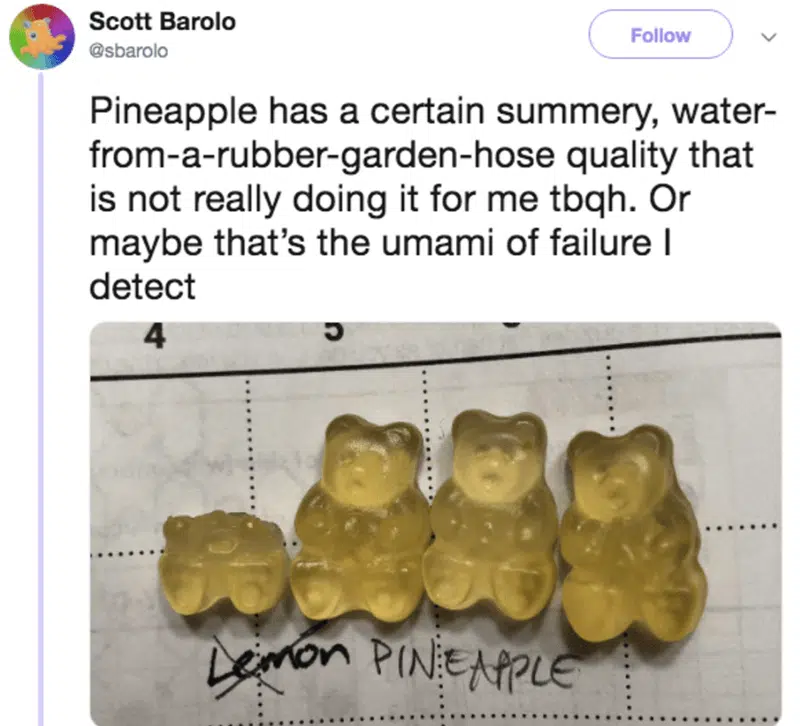 Scott Barolo
@sbarolo
Follow
Pineapple has a certain summery, water-
from-a-rubber-garden-hose quality that
is not really doing it for me tbqh. Or
maybe that's the umami of failure I
detect
4 5
Lemon PINEAPPLE